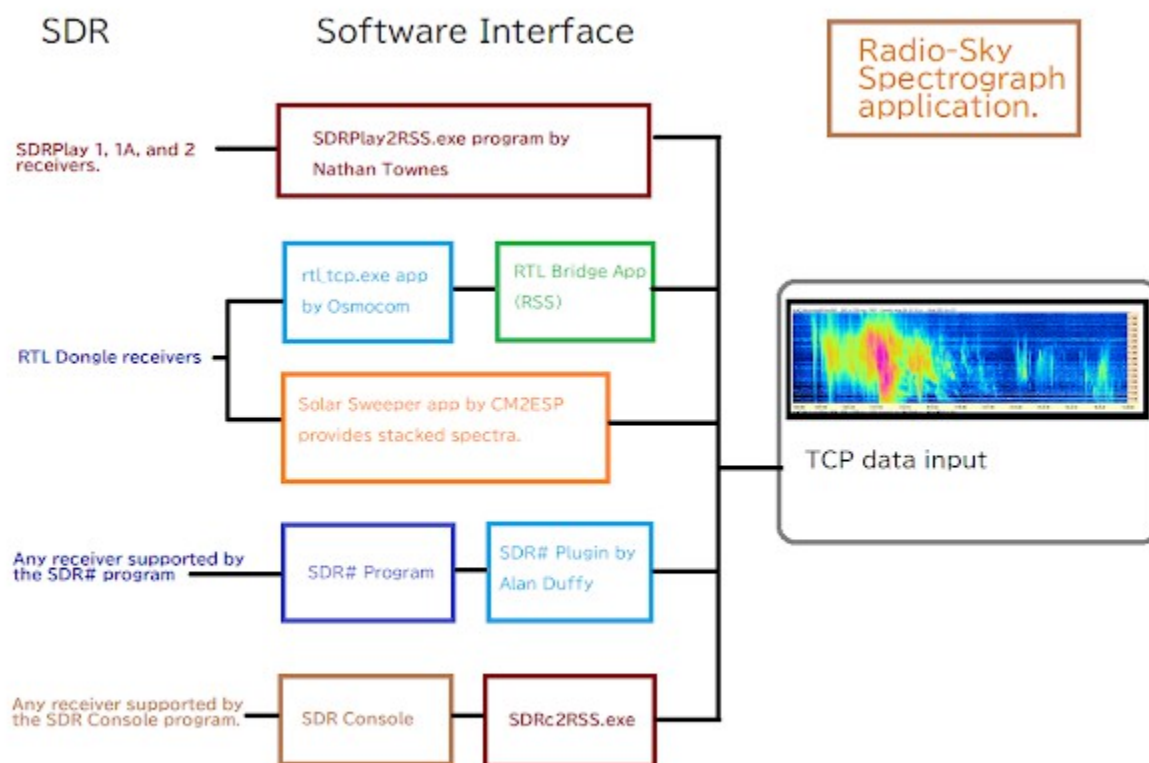 SDR
Software Interface
Radio-Sky
Spectrograph
application.
SDRPlay 1, 1A, and 2
receivers.
SDRPlay2RSS.exe program by
Nathan Townes
rtl_tcp.exe app
by Osmocom
RTL Bridge App
(RSS)
RTL Dongle receivers
Solar Sweeper app by CM2ESP
provides stacked spectra.
TCP data input
Any receiver supported by
the SDR# program
SDR# Program
SDR# Plugin by
Alan Duffy
Any receiver supported by
the SDR Console program.
SDR Console
SDRc2RSS.exe